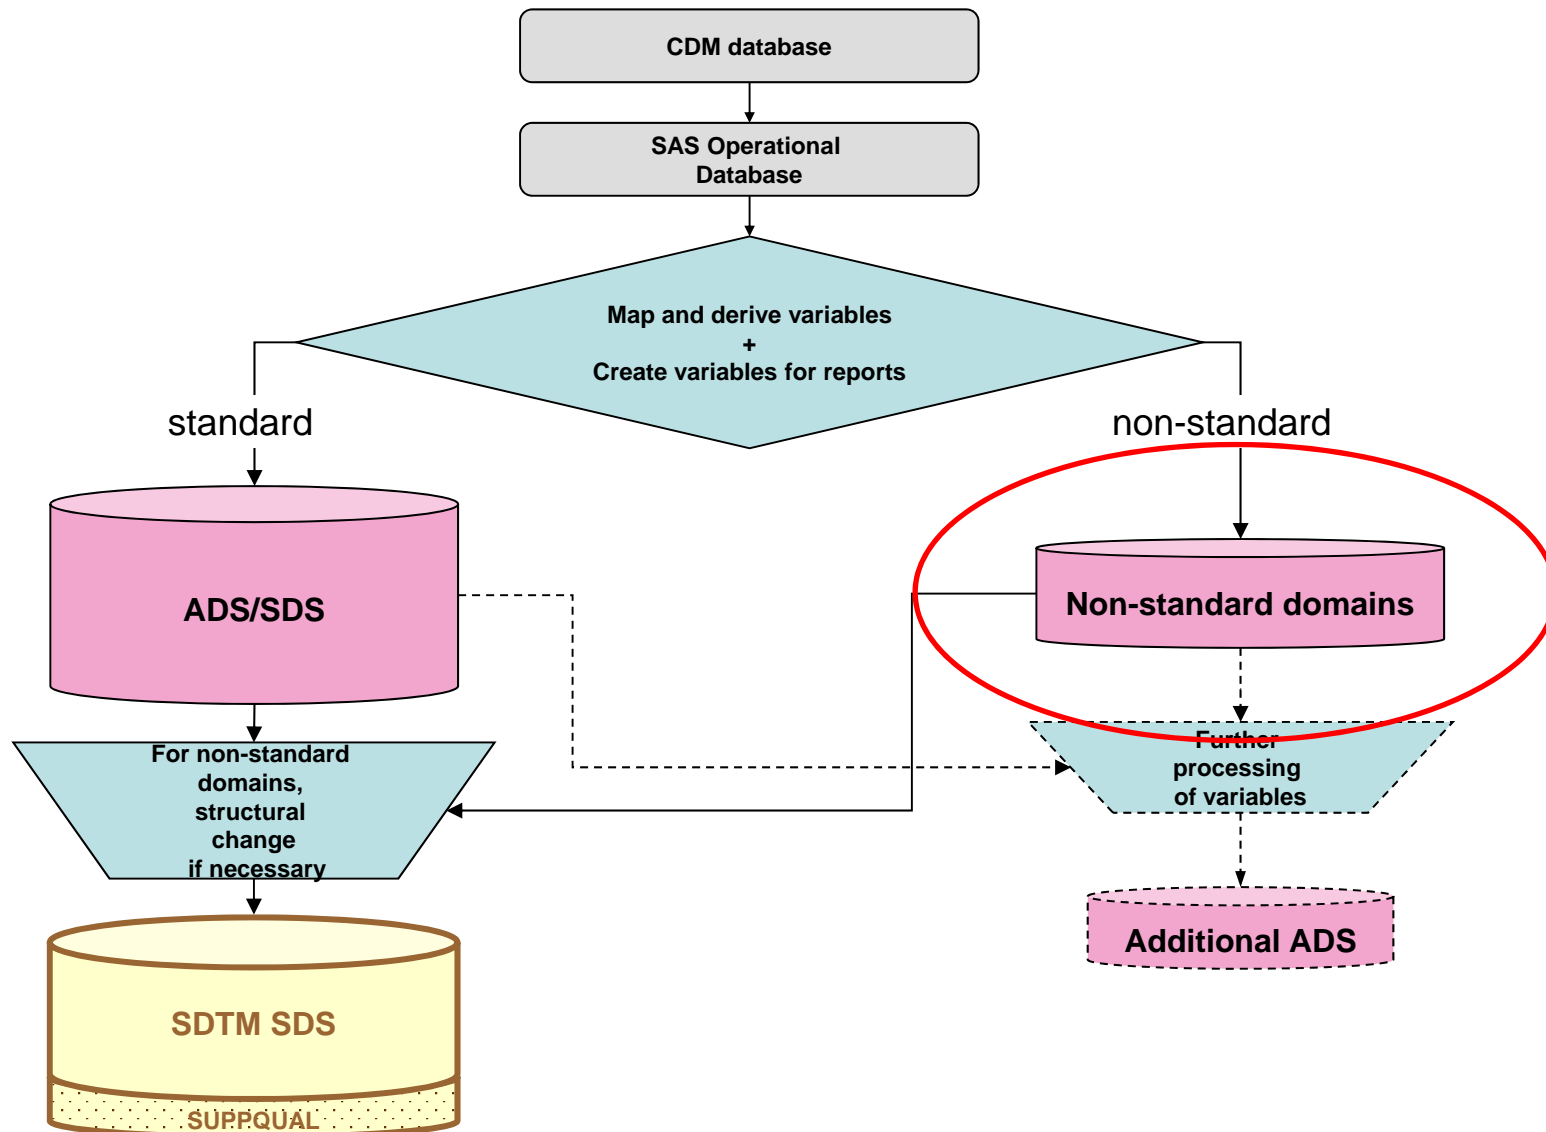 CDM database
SAS Operational
Database
Map and derive variables
+
Create variables for reports
standard
non-standard
ADS/SDS
Non-standard domains
For non-standard
domains,
structural
change
if necessary
Further
processing
of variables
Additional ADS
SDTM SDS
SUPPQUAL